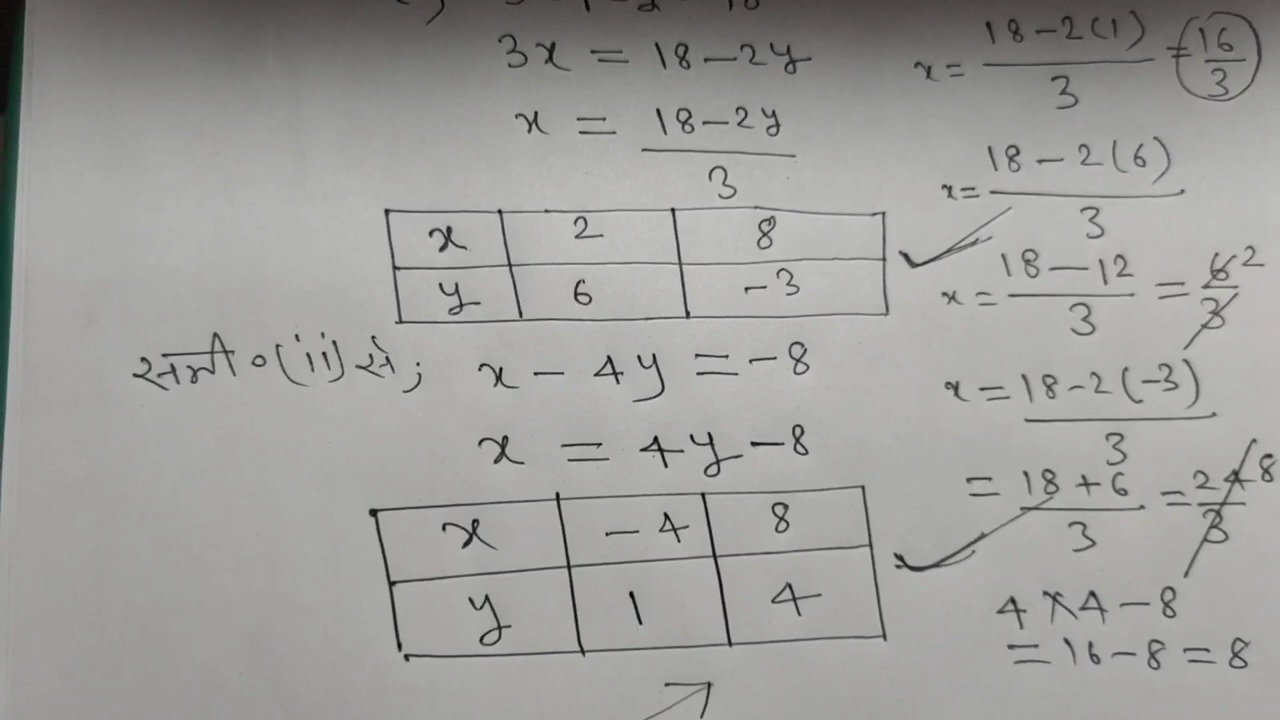 3x = 18-2y
x = 18-2y / 3
x 2 8
y 6 -3
समी०(ii) से; x - 4y = -8
x = 4y-8
x -4 8
y 1 4
x = 18-2(1) / 3 = 16/3
x = 18-2(6) / 3
x = 18-12 / 3 = 6/3 2
x = 18-2(-3) / 3
= 18+6 / 3 = 24/3 8
4×4-8
= 16-8 = 8